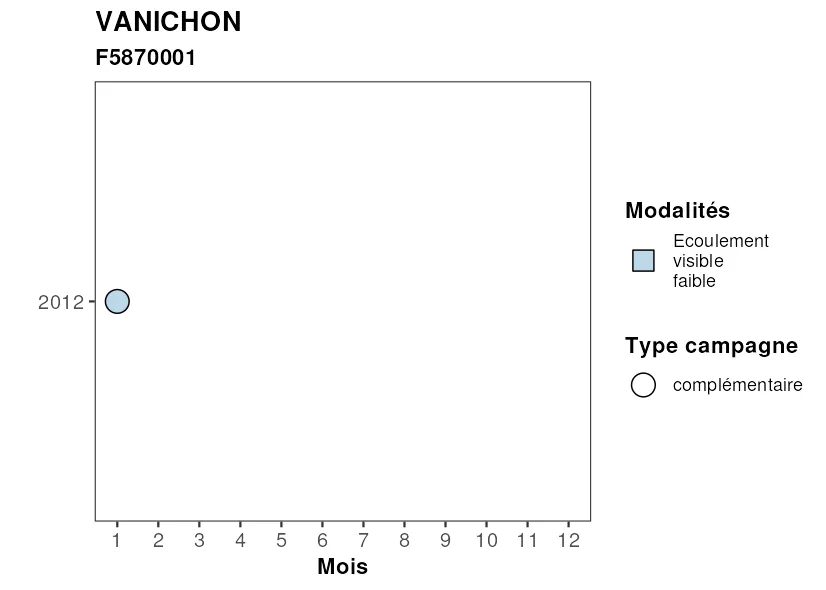 VANICHON
F5870001
2012
1 2 3 4 5 6 7 8 9 10 11 12
Mois
Modalités
Ecoulement
visible
faible
Type campagne
complémentaire